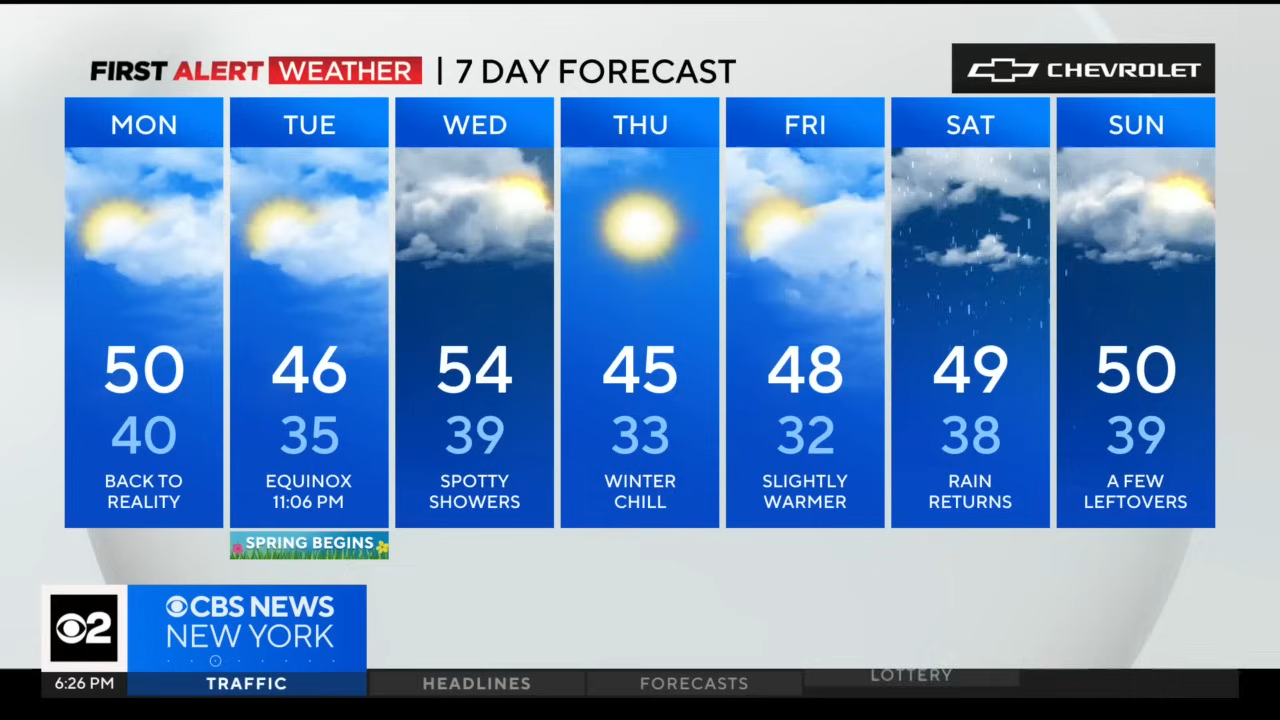 FIRST ALERT WEATHER | 7 DAY FORECAST
CHEVROLET
MON
50
40
BACK TO
REALITY
TUE
46
35
EQUINOX
11:06 PM
SPRING BEGINS
WED
54
39
SPOTTY
SHOWERS
THU
45
33
WINTER
CHILL
FRI
48
32
SLIGHTLY
WARMER
SAT
49
38
RAIN
RETURNS
SUN
50
39
A FEW
LEFTOVERS
2
CBS NEWS
NEW YORK
6:26 PM
TRAFFIC
HEADLINES
FORECASTS
LOTTERY